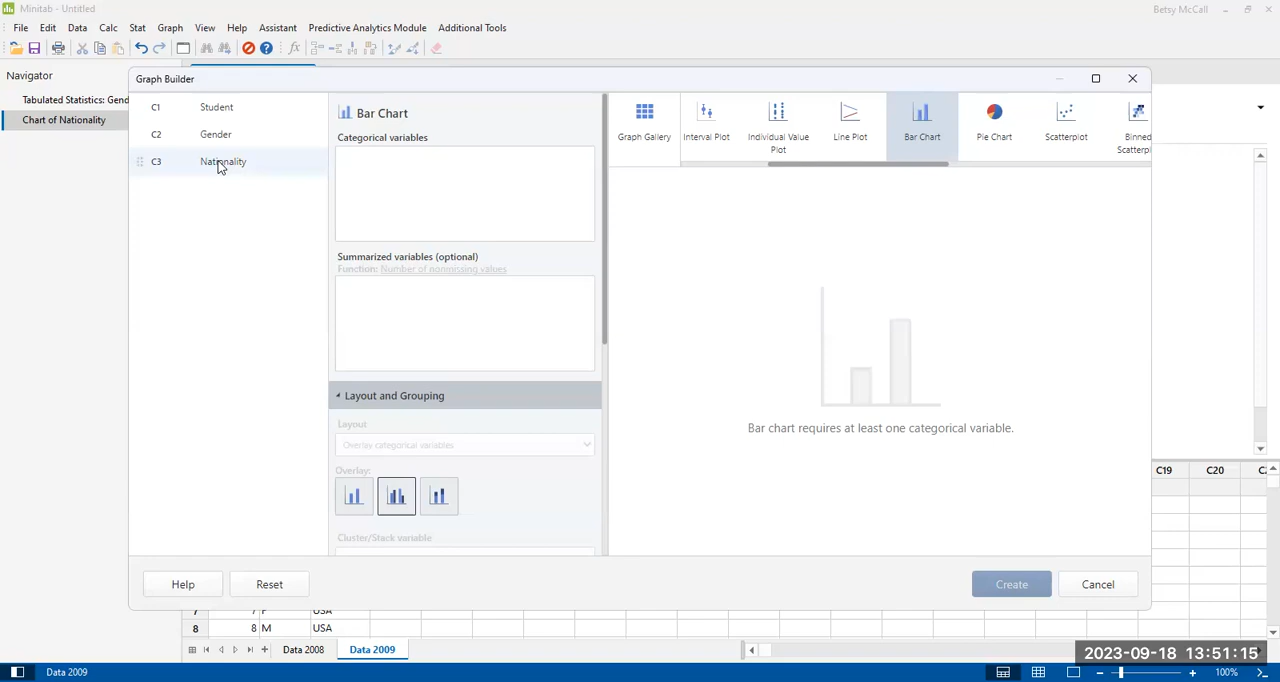 Minitab - Untitled
Betsy McCall
File Edit Data Calc Stat Graph View Help Assistant Predictive Analytics Module Additional Tools
Navigator
Tabulated Statistics: Gend
Chart of Nationality
Graph Builder
C1 Student
C2 Gender
C3 Nationality
Bar Chart
Categorical variables
Summarized variables (optional)
Function: Number of nonmissing values
Layout and Grouping
Layout
Overlay categorical variables
Overlay:
Cluster/Stack variable
Graph Gallery
Interval Plot
Individual Value
Plot
Line Plot
Bar Chart
Pie Chart
Scatterplot
Binned
Scatterpl
Bar chart requires at least one categorical variable.
Help
Reset
Create
Cancel
C19 C20
7 F USA
8 8 M USA
Data 2008
Data 2009
2023-09-18 13:51:15
Data 2009
100%